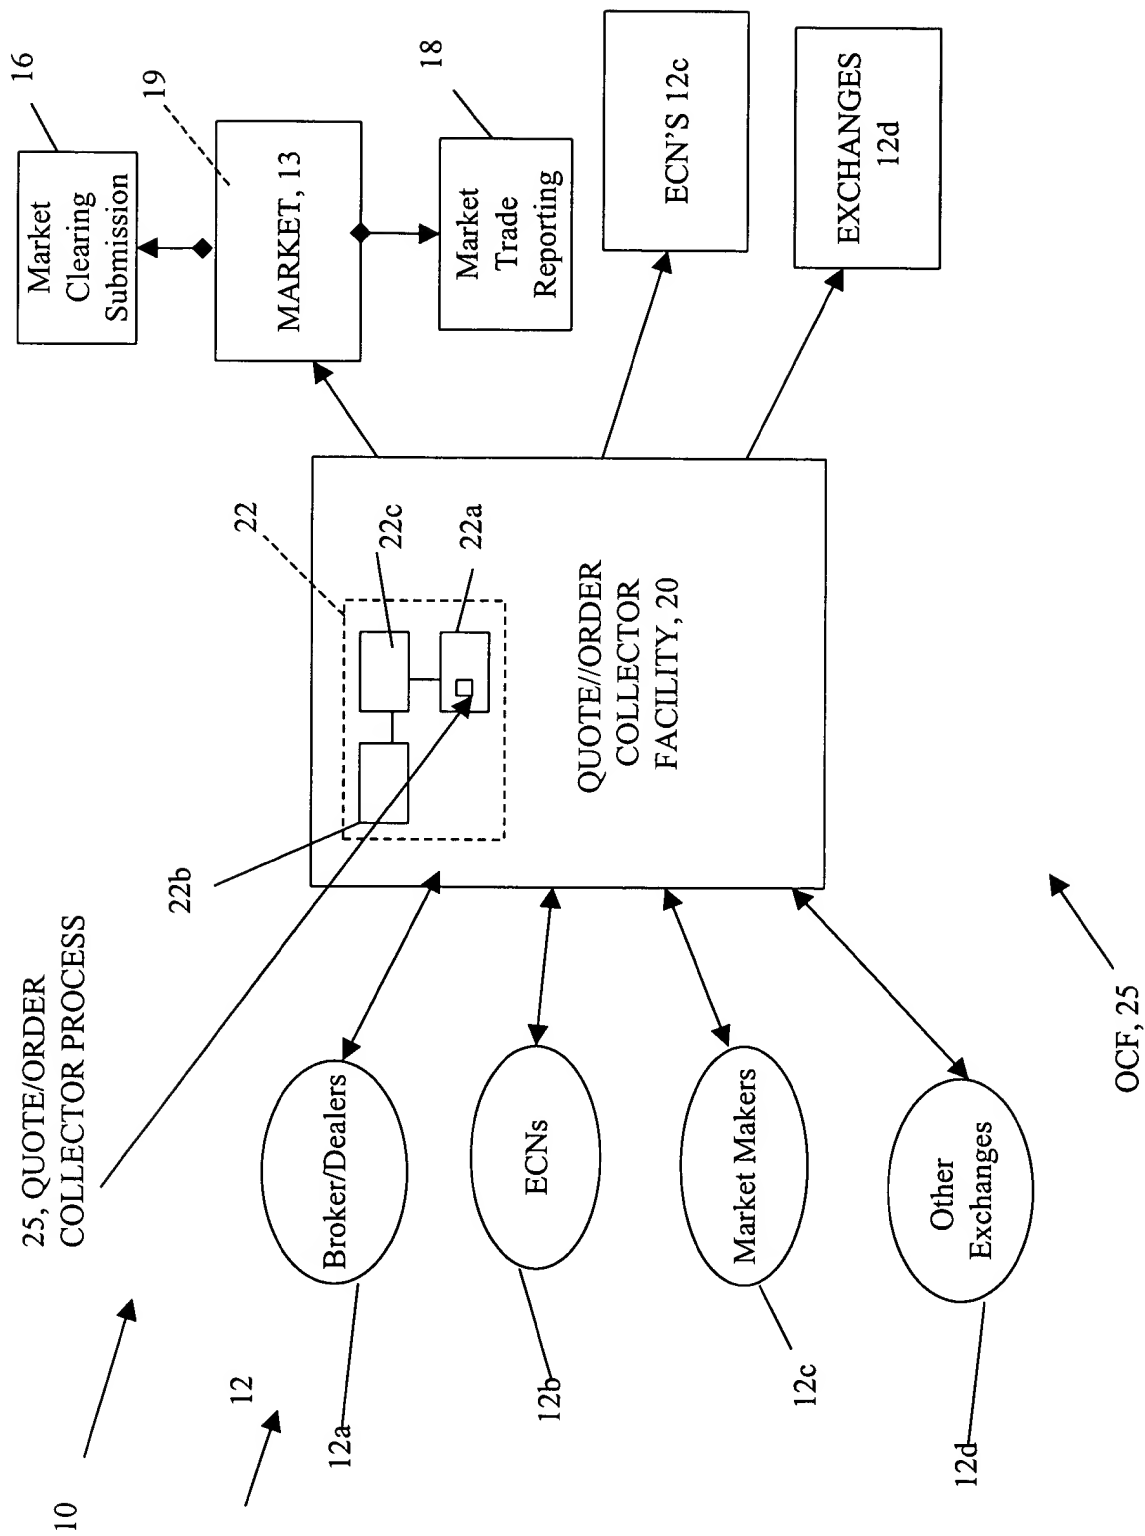 10
25, QUOTE/ORDER
COLLECTOR PROCESS
12
12a
Broker/Dealers
12b
ECNs
12c
Market Makers
12d
Other
Exchanges
22b
22
22c
22a
QUOTE//ORDER
COLLECTOR
FACILITY, 20
16
Market
Clearing
Submission
19
MARKET, 13
18
Market
Trade
Reporting
ECN'S 12c
EXCHANGES
12d
OCF, 25